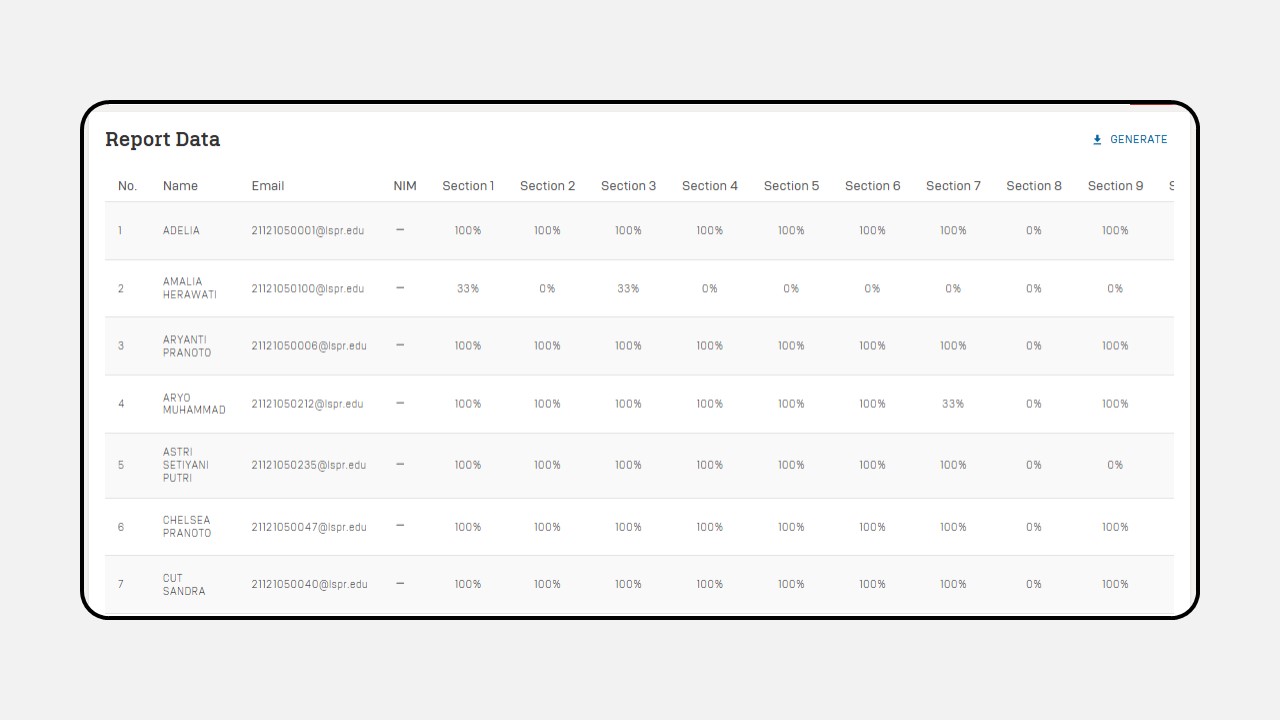 Report Data
GENERATE
No. Name Email NIM Section 1 Section 2 Section 3 Section 4 Section 5 Section 6 Section 7 Section 8 Section 9
1 ADELIA 21121050001@lspr.edu — 100% 100% 100% 100% 100% 100% 100% 0% 100%
AMALIA
2 HERAWATI 21121050100@lspr.edu — 33% 0% 33% 0% 0% 0% 0% 0% 0%
ARYANTI
3 PRANOTO 21121050006@lspr.edu — 100% 100% 100% 100% 100% 100% 100% 0% 100%
ARYO
4 MUHAMMAD 21121050212@lspr.edu — 100% 100% 100% 100% 100% 100% 33% 0% 100%
ASTRI
5 SETIYANI 21121050235@lspr.edu — 100% 100% 100% 100% 100% 100% 100% 0% 0%
PUTRI
CHELSEA
6 PRANOTO 21121050047@lspr.edu — 100% 100% 100% 100% 100% 100% 100% 0% 100%
CUT
7 SANDRA 21121050040@lspr.edu — 100% 100% 100% 100% 100% 100% 100% 0% 100%